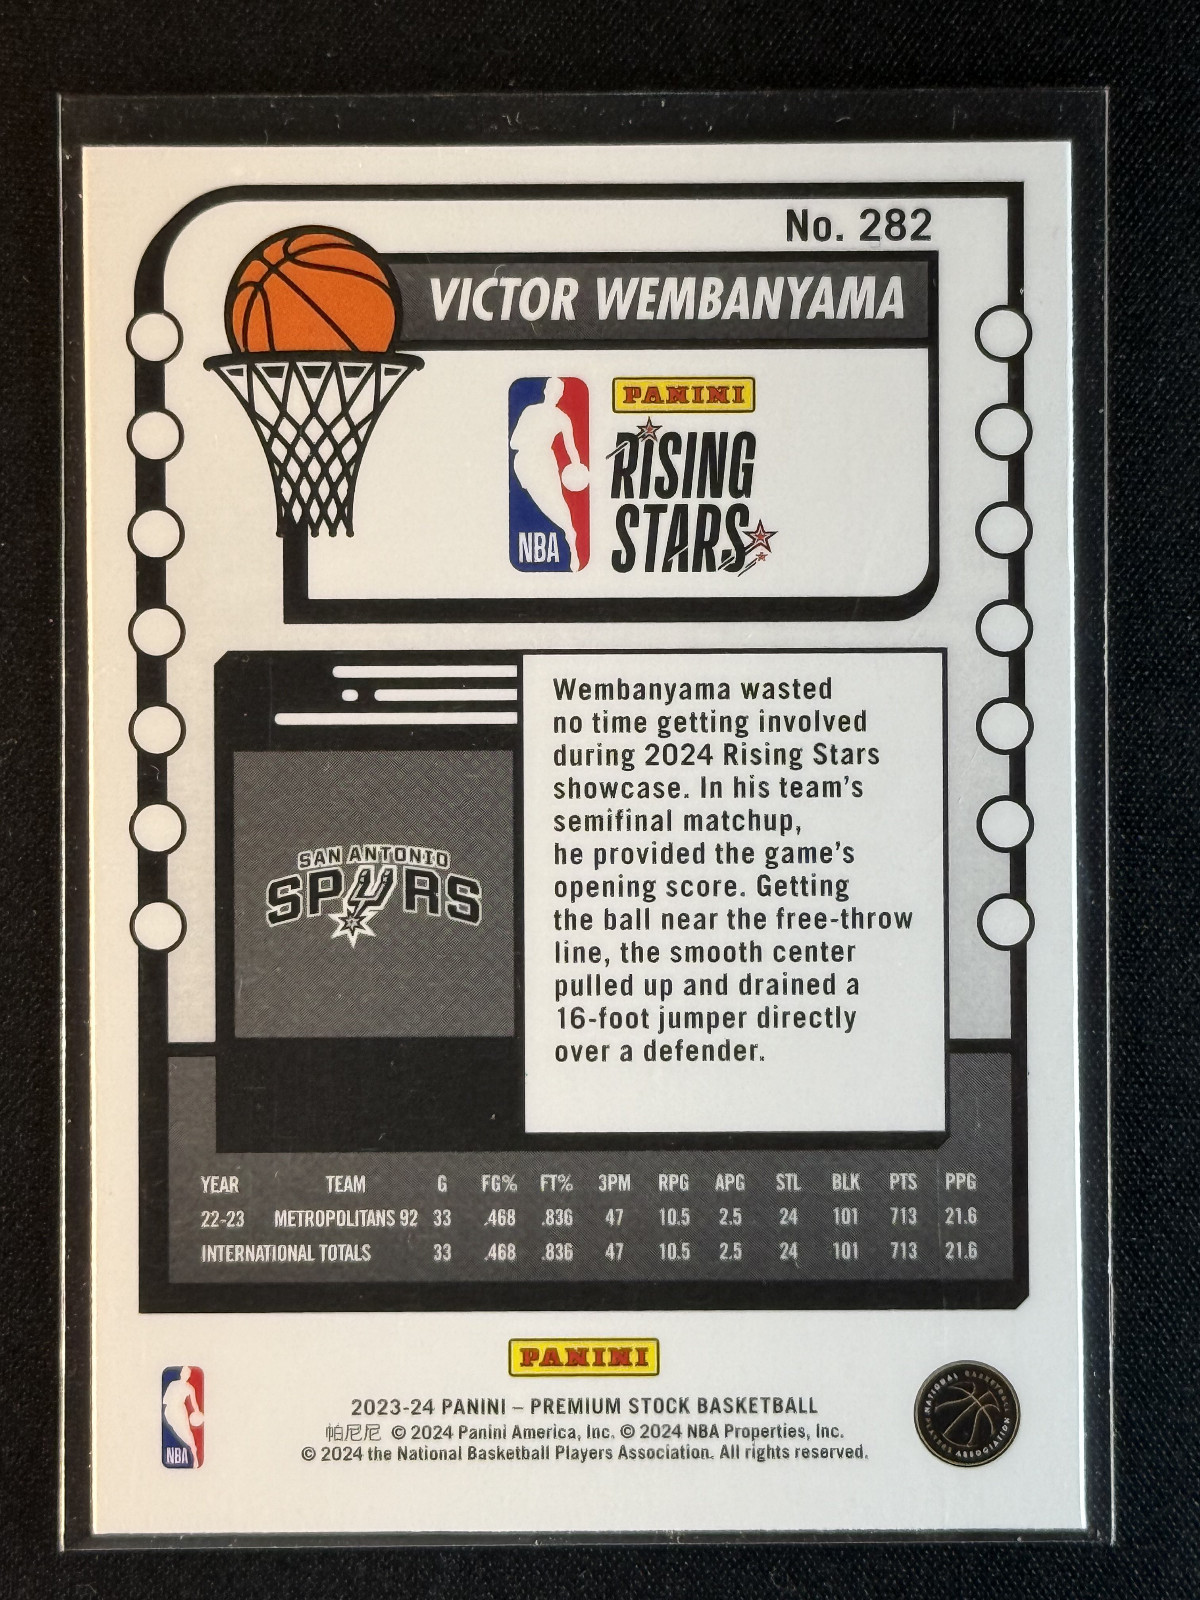 No. 282
VICTOR WEMBANYAMA
PANINI
NBA
RISING
STARS
Wembanyama wasted
no time getting involved
during 2024 Rising Stars
showcase. In his team's
semifinal matchup,
he provided the game's
opening score. Getting
the ball near the free-throw
line, the smooth center
pulled up and drained a
16-foot jumper directly
over a defender.
SAN ANTONIO
SPURS
YEAR TEAM G FG% FT% 3PM RPG APG STL BLK PTS PPG
22-23 METROPOLITANS 92 33 .468 .836 47 10.5 2.5 24 101 713 21.6
INTERNATIONAL TOTALS 33 .468 .836 47 10.5 2.5 24 101 713 21.6
PANINI
2023-24 PANINI – PREMIUM STOCK BASKETBALL
帕尼尼 © 2024 Panini America, Inc. © 2024 NBA Properties, Inc.
© 2024 the National Basketball Players Association. All rights reserved.
NBA
NATIONAL BASKETBALL
PLAYERS ASSOCIATION